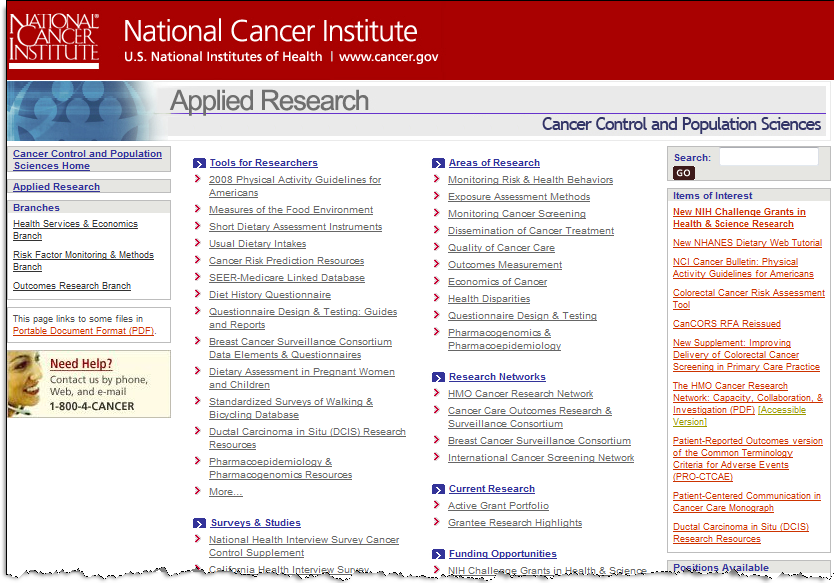 NATIONAL
CANCER
INSTITUTE
National Cancer Institute
U.S. National Institutes of Health | www.cancer.gov
Applied Research
Cancer Control and Population Sciences
Cancer Control and Population
Sciences Home
Applied Research
Branches
Health Services & Economics
Branch
Risk Factor Monitoring & Methods
Branch
Outcomes Research Branch
This page links to some files in
Portable Document Format (PDF).
Need Help?
Contact us by phone,
Web, and e-mail
1-800-4-CANCER
Tools for Researchers
2008 Physical Activity Guidelines for
Americans
Measures of the Food Environment
Short Dietary Assessment Instruments
Usual Dietary Intakes
Cancer Risk Prediction Resources
SEER-Medicare Linked Database
Diet History Questionnaire
Questionnaire Design & Testing: Guides
and Reports
Breast Cancer Surveillance Consortium
Data Elements & Questionnaires
Dietary Assessment in Pregnant Women
and Children
Standardized Surveys of Walking &
Bicycling Database
Ductal Carcinoma in Situ (DCIS) Research
Resources
Pharmacoepidemiology &
Pharmacogenomics Resources
More...
Surveys & Studies
National Health Interview Survey Cancer
Control Supplement
California Health Interview Survey
Areas of Research
Monitoring Risk & Health Behaviors
Exposure Assessment Methods
Monitoring Cancer Screening
Dissemination of Cancer Treatment
Quality of Cancer Care
Outcomes Measurement
Economics of Cancer
Health Disparities
Questionnaire Design & Testing
Pharmacogenomics &
Pharmacoepidemiology
Research Networks
HMO Cancer Research Network
Cancer Care Outcomes Research &
Surveillance Consortium
Breast Cancer Surveillance Consortium
International Cancer Screening Network
Current Research
Active Grant Portfolio
Grantee Research Highlights
Funding Opportunities
NIH Challenge Grants in Health & Science
Search:
GO
Items of Interest
New NIH Challenge Grants in
Health & Science Research
New NHANES Dietary Web Tutorial
NCI Cancer Bulletin: Physical
Activity Guidelines for Americans
Colorectal Cancer Risk Assessment
Tool
CanCORS RFA Reissued
New Supplement: Improving
Delivery of Colorectal Cancer
Screening in Primary Care Practice
The HMO Cancer Research
Network: Capacity, Collaboration, &
Investigation (PDF) [Accessible
Version]
Patient-Reported Outcomes version
of the Common Terminology
Criteria for Adverse Events
(PRO-CTCAE)
Patient-Centered Communication in
Cancer Care Monograph
Ductal Carcinoma in Situ (DCIS)
Research Resources
Positions Available